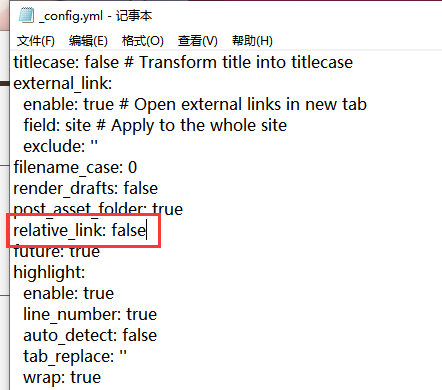 _config.yml - 记事本
文件(F) 编辑(E) 格式(O) 查看(V) 帮助(H)
titlecase: false # Transform title into titlecase
external_link:
  enable: true # Open external links in new tab
  field: site # Apply to the whole site
  exclude: ''
filename_case: 0
render_drafts: false
post_asset_folder: true
relative_link: false
future: true
highlight:
  enable: true
  line_number: true
  auto_detect: false
  tab_replace: ''
  wrap: true